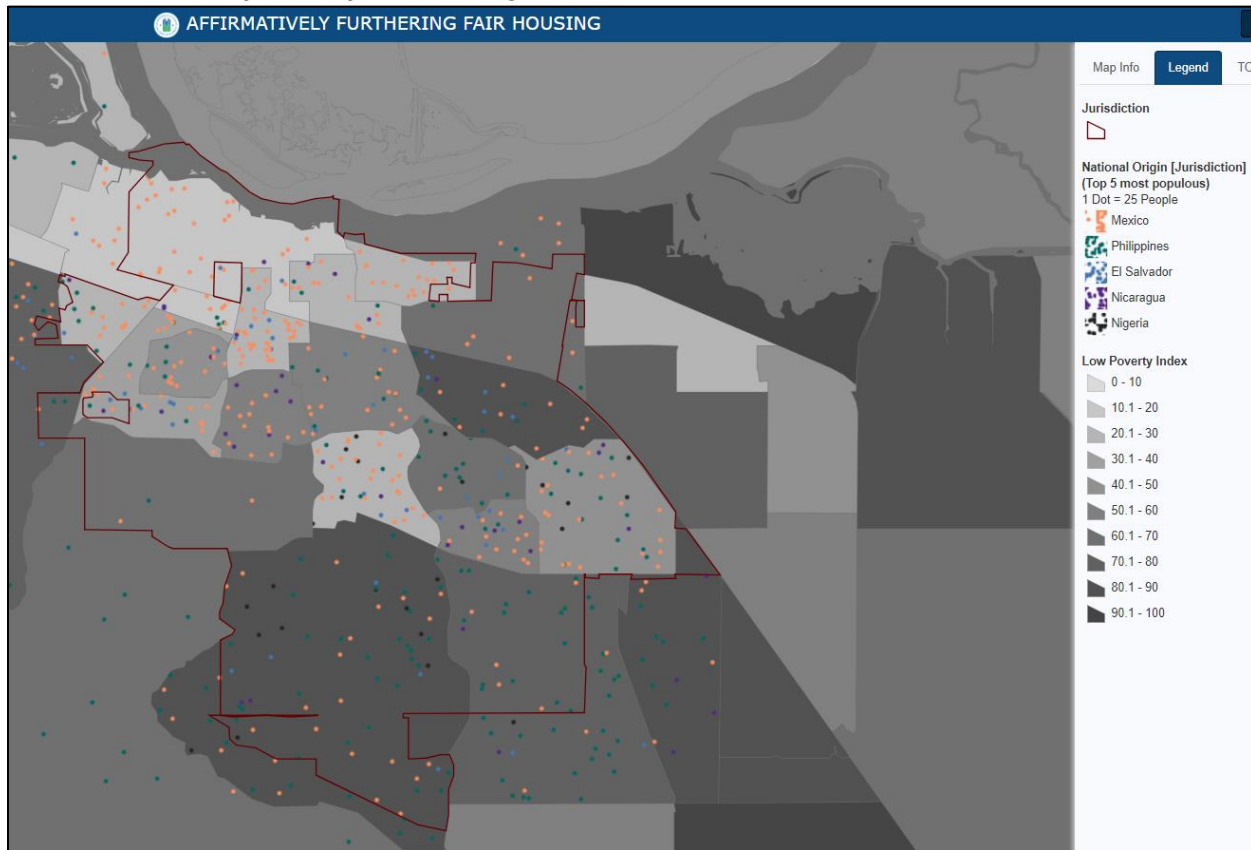 AFFIRMATIVELY FURTHERING FAIR HOUSING
Map Info
Legend
Jurisdiction
National Origin [Jurisdiction]
(Top 5 most populous)
1 Dot = 25 People
Mexico
Philippines
El Salvador
Nicaragua
Nigeria
Low Poverty Index
0 - 10
10.1 - 20
20.1 - 30
30.1 - 40
40.1 - 50
50.1 - 60
60.1 - 70
70.1 - 80
80.1 - 90
90.1 - 100